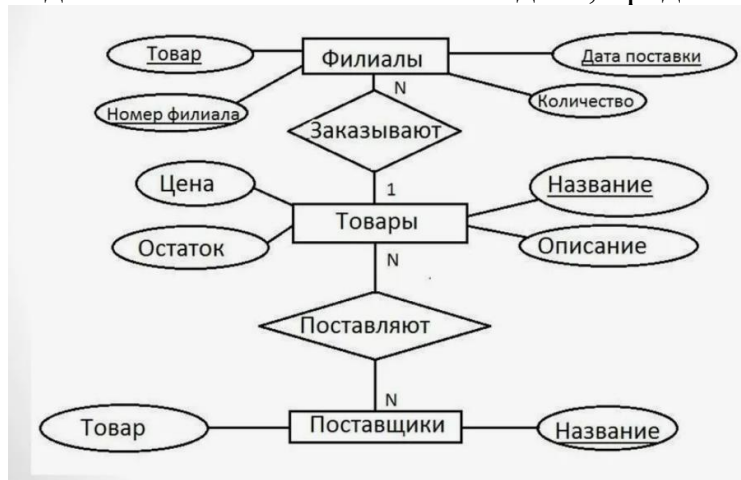 Товар
Филиалы
Дата поставки
Номер филиала
N
Количество
Заказывают
Цена
1
Название
Товары
Остаток
N
Описание
Поставляют
N
Товар
Поставщики
Название